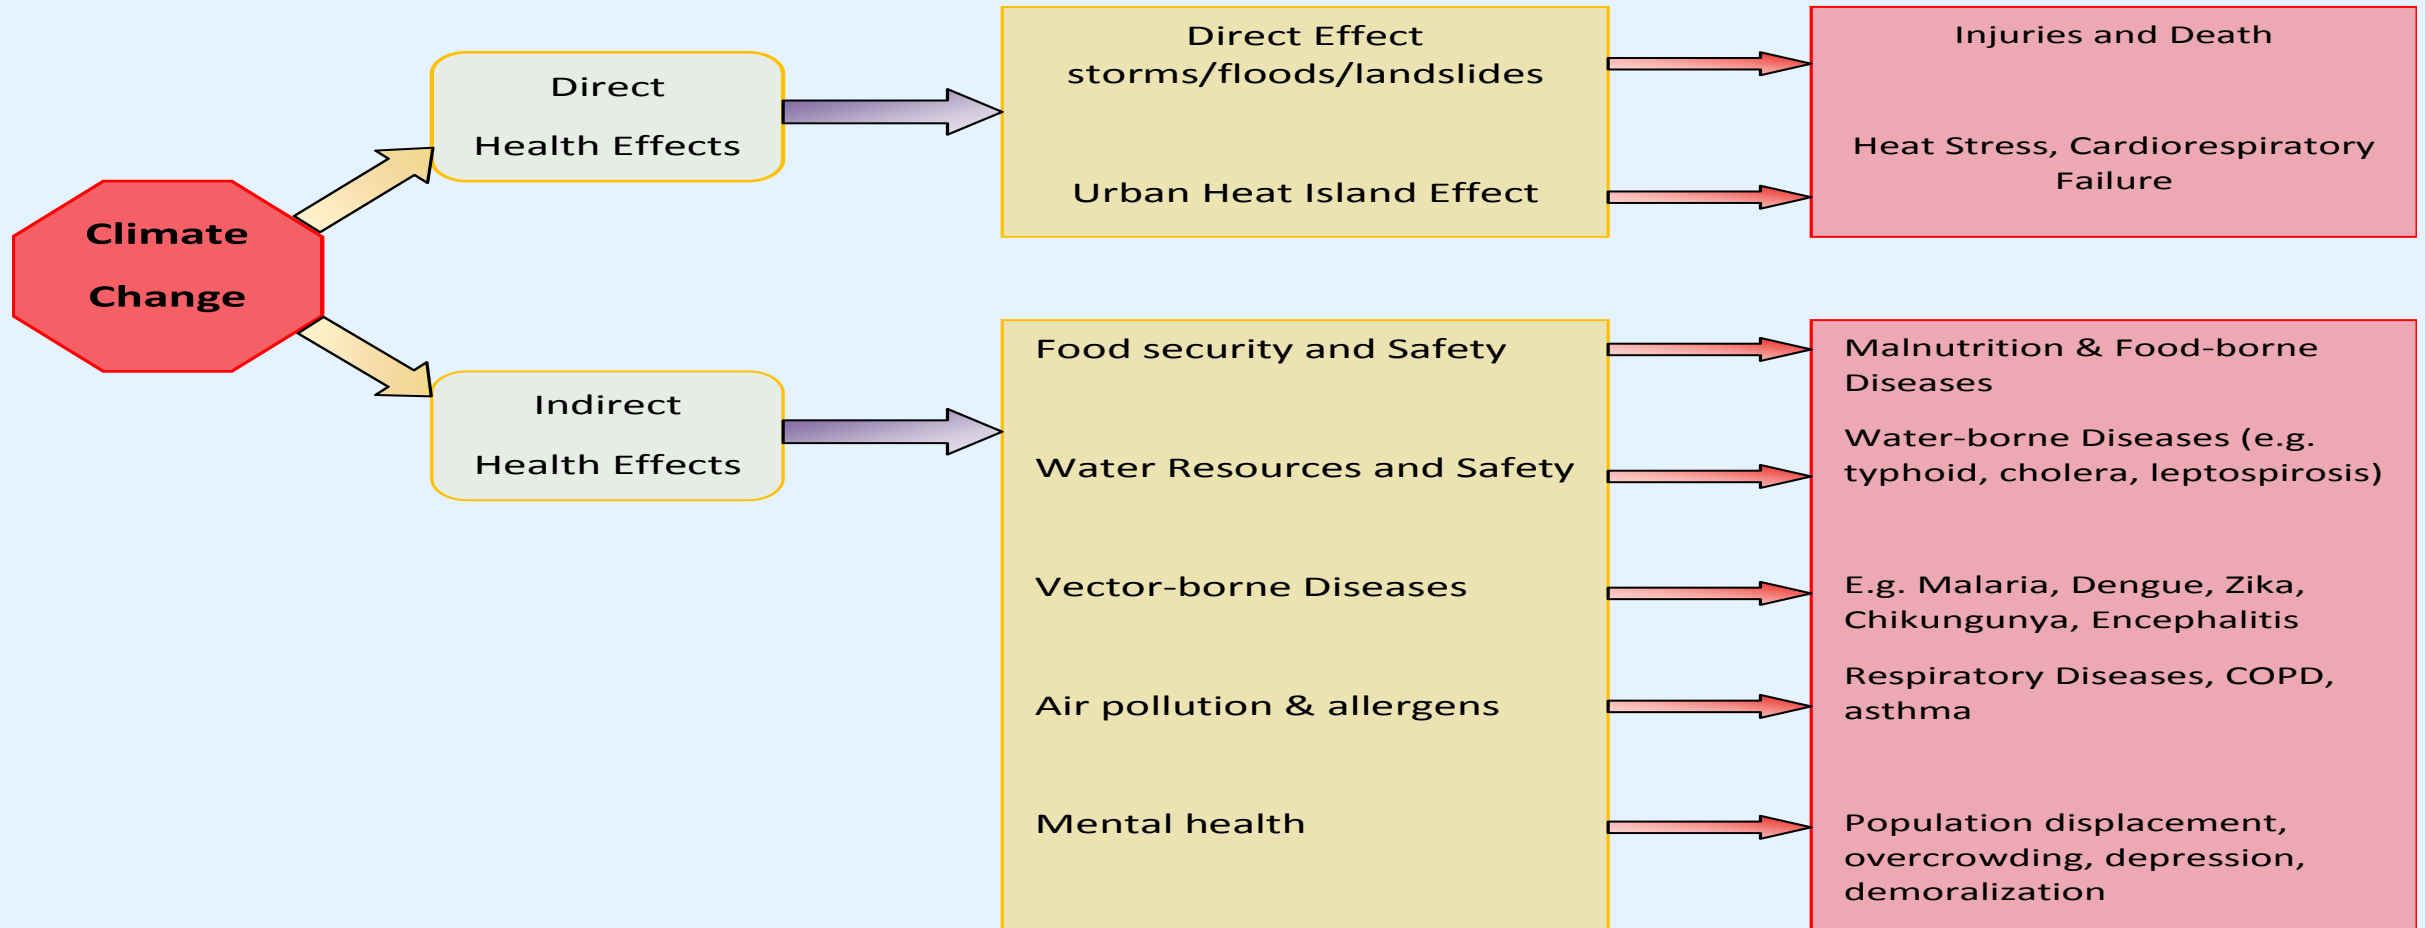 Climate
Change
Direct
Health Effects
Indirect
Health Effects
Direct Effect
storms/floods/landslides
Urban Heat Island Effect
Injuries and Death
Heat Stress, Cardiorespiratory
Failure
Food security and Safety
Water Resources and Safety
Vector-borne Diseases
Air pollution & allergens
Mental health
Malnutrition & Food-borne
Diseases
Water-borne Diseases (e.g.
typhoid, cholera, leptospirosis)
E.g. Malaria, Dengue, Zika,
Chikungunya, Encephalitis
Respiratory Diseases, COPD,
asthma
Population displacement,
overcrowding, depression,
demoralization